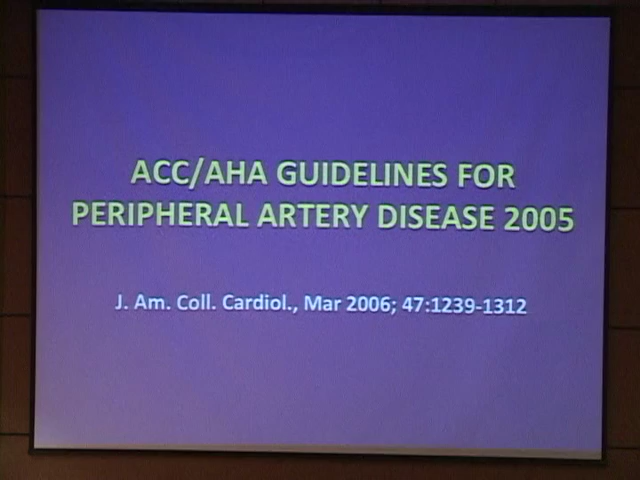 ACC/AHA GUIDELINES FOR
PERIPHERAL ARTERY DISEASE 2005
J. Am. Coll. Cardiol., Mar 2006; 47:1239-1312